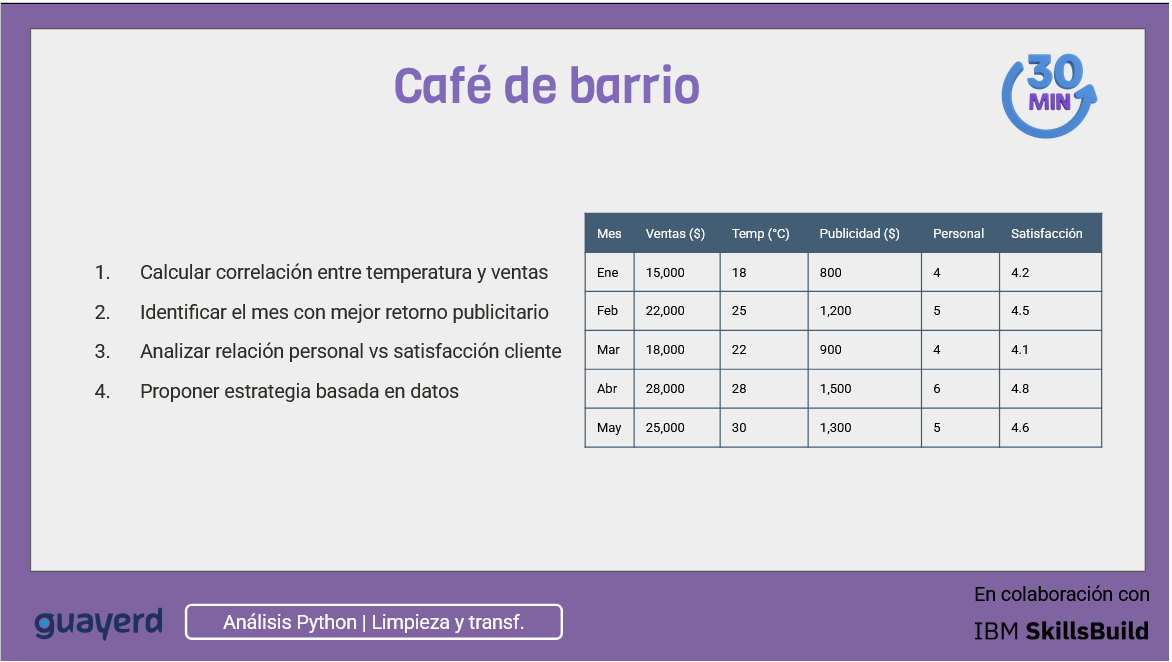 Café de barrio
30
MIN
1. Calcular correlación entre temperatura y ventas
2. Identificar el mes con mejor retorno publicitario
3. Analizar relación personal vs satisfacción cliente
4. Proponer estrategia basada en datos
Mes Ventas ($) Temp (°C) Publicidad ($) Personal Satisfacción
Ene 15,000 18 800 4 4.2
Feb 22,000 25 1,200 5 4.5
Mar 18,000 22 900 4 4.1
Abr 28,000 28 1,500 6 4.8
May 25,000 30 1,300 5 4.6
guayerd
Análisis Python | Limpieza y transf.
En colaboración con
IBM SkillsBuild